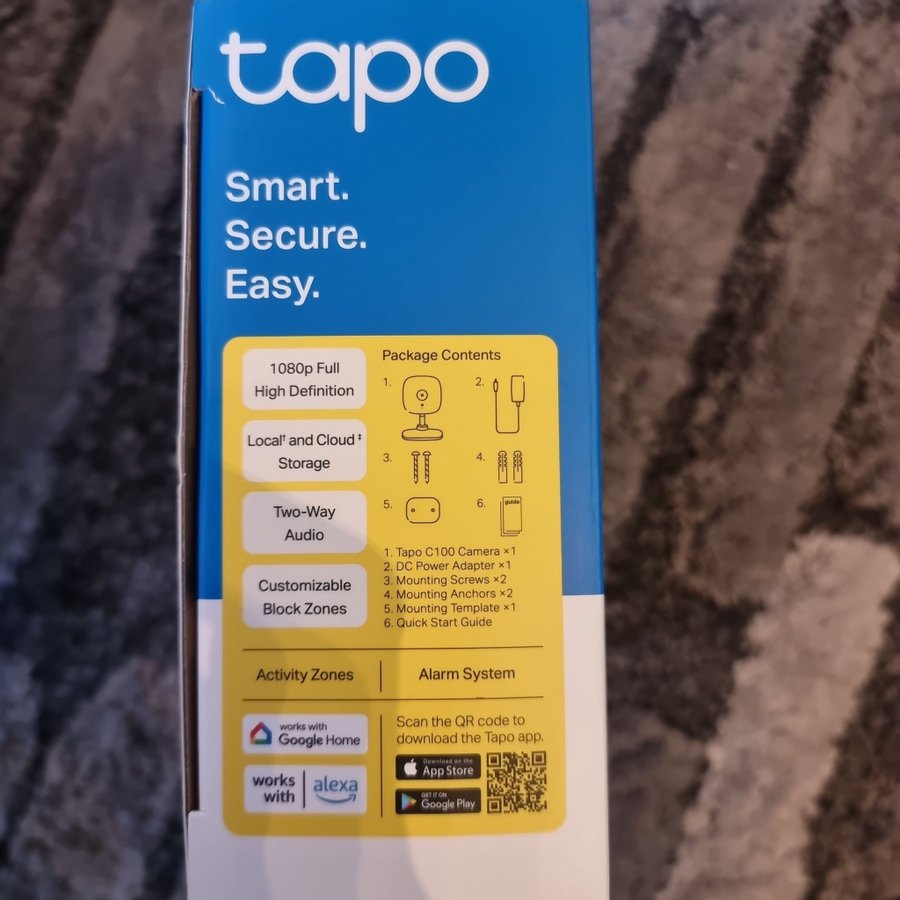 tapo
Smart.
Secure.
Easy.
1080p Full
High Definition
Local† and Cloud‡
Storage
Two-Way
Audio
Customizable
Block Zones
Package Contents
1.
2.
3.
4.
5.
6.
guide
1. Tapo C100 Camera ×1
2. DC Power Adapter ×1
3. Mounting Screws ×2
4. Mounting Anchors ×2
5. Mounting Template ×1
6. Quick Start Guide
Activity Zones
Alarm System
works with
Google Home
works
with
alexa
Scan the QR code to
download the Tapo app.
Download on the
App Store
GET IT ON
Google Play